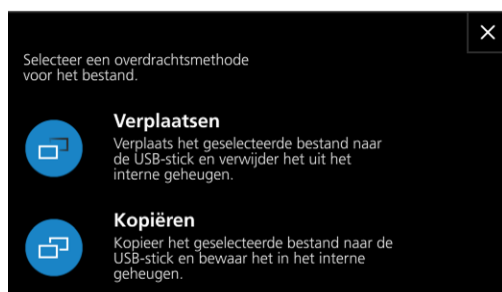 Selecteer een overdrachtsmethode
voor het bestand.
Verplaatsen
Verplaats het geselecteerde bestand naar
de USB-stick en verwijder het uit het
interne geheugen.
Kopiëren
Kopieer het geselecteerde bestand naar de
USB-stick en bewaar het in het interne
geheugen.